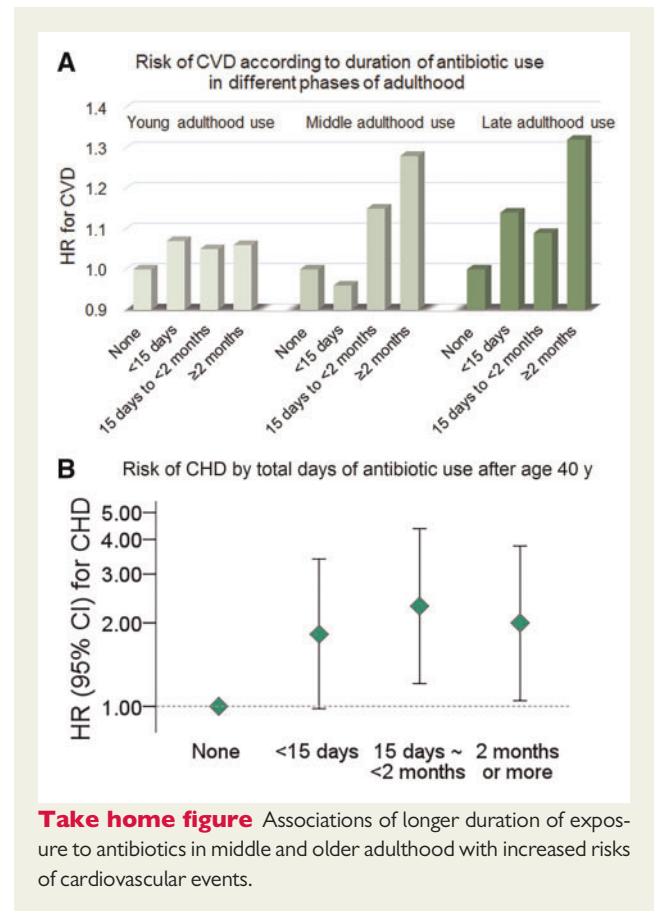 A
Risk of CVD according to duration of antibiotic use
in different phases of adulthood
HR for CVD
1.4
1.3
1.2
1.1
1.0
0.9
Young adulthood use
Middle adulthood use
Late adulthood use
None
<15 days
15 days to <2 months
≥2 months
None
<15 days
15 days to <2 months
≥2 months
None
<15 days
15 days to <2 months
≥2 months
B
Risk of CHD by total days of antibiotic use after age 40 y
HR (95% CI) for CHD
5.00
4.00
3.00
2.00
1.00
None
<15 days
15 days ~
<2 months
2 months
or more
Take home figure Associations of longer duration of expos-
ure to antibiotics in middle and older adulthood with increased risks
of cardiovascular events.